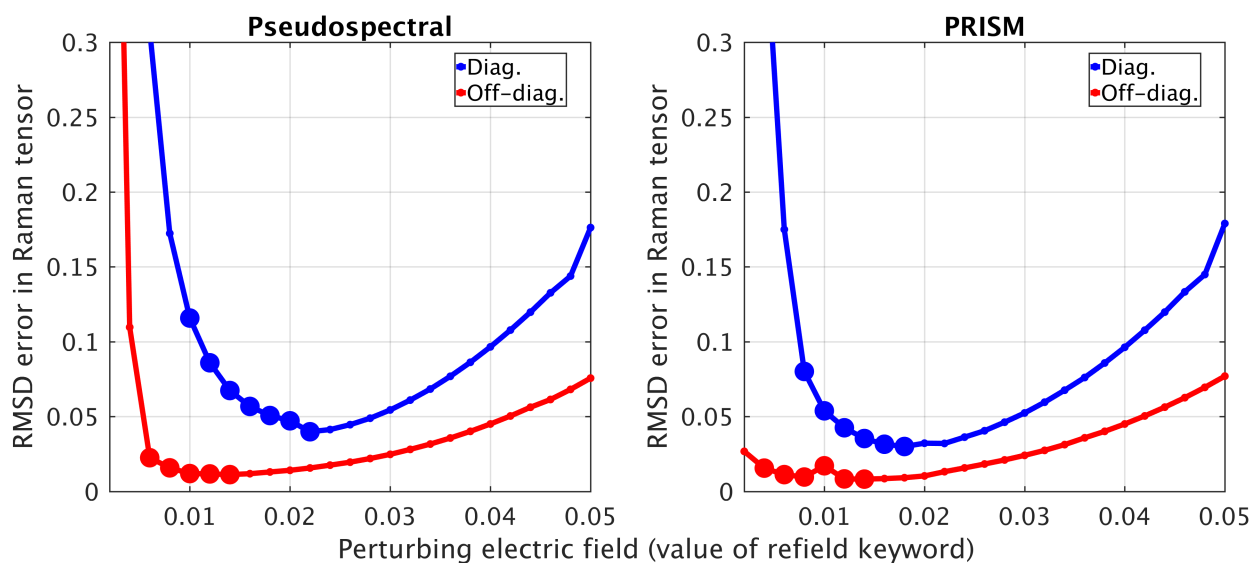 Pseudospectral
PRISM
RMSD error in Raman tensor
0.3
0.25
0.2
0.15
0.1
0.05
0
0.01
0.02
0.03
0.04
0.05
Diag.
Off-diag.
RMSD error in Raman tensor
0.3
0.25
0.2
0.15
0.1
0.05
0
0.01
0.02
0.03
0.04
0.05
Diag.
Off-diag.
Perturbing electric field (value of refield keyword)